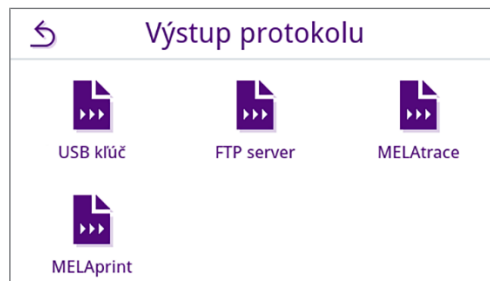 Výstup protokolu
USB kľúč
FTP server
MELAtrace
MELAprint